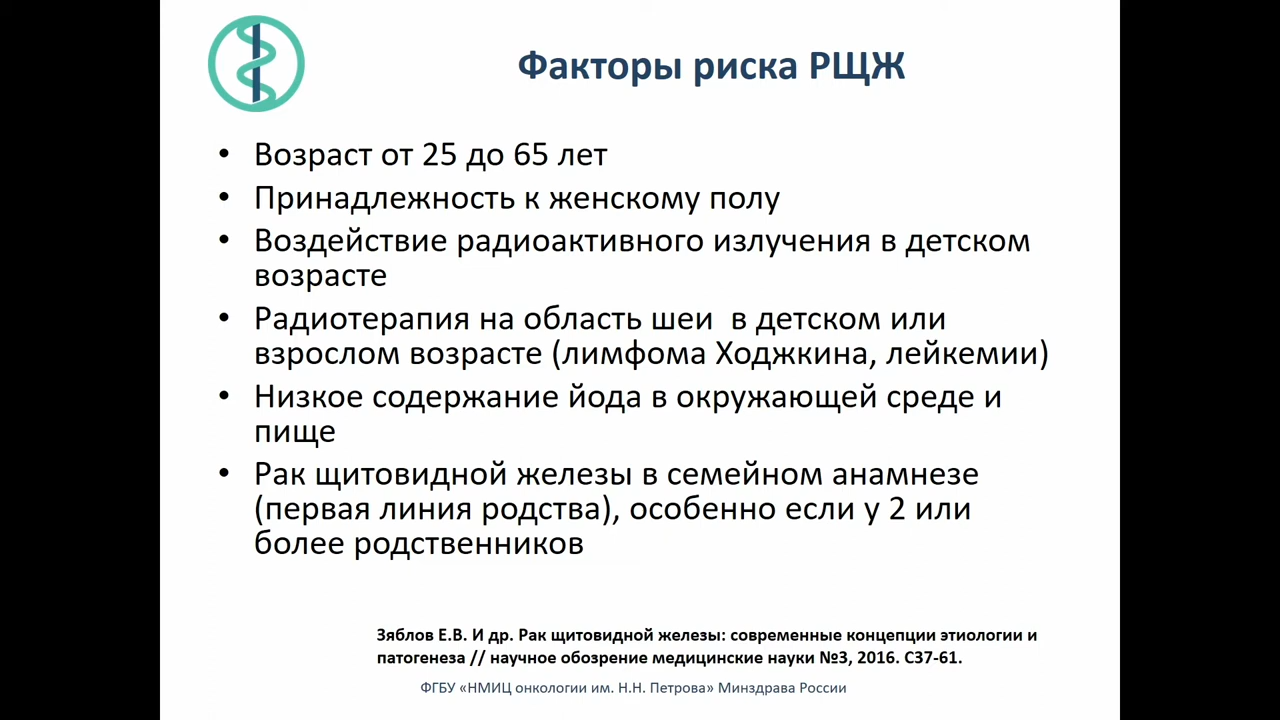 Факторы риска РЩЖ
• Возраст от 25 до 65 лет
• Принадлежность к женскому полу
• Воздействие радиоактивного излучения в детском
возрасте
• Радиотерапия на область шеи  в детском или
взрослом возрасте (лимфома Ходжкина, лейкемии)
• Низкое содержание йода в окружающей среде и
пище
• Рак щитовидной железы в семейном анамнезе
(первая линия родства), особенно если у 2 или
более родственников
Зяблов Е.В. И др. Рак щитовидной железы: современные концепции этиологии и
патогенеза // научное обозрение медицинские науки №3, 2016. С37-61.
ФГБУ «НМИЦ онкологии им. Н.Н. Петрова» Минздрава России